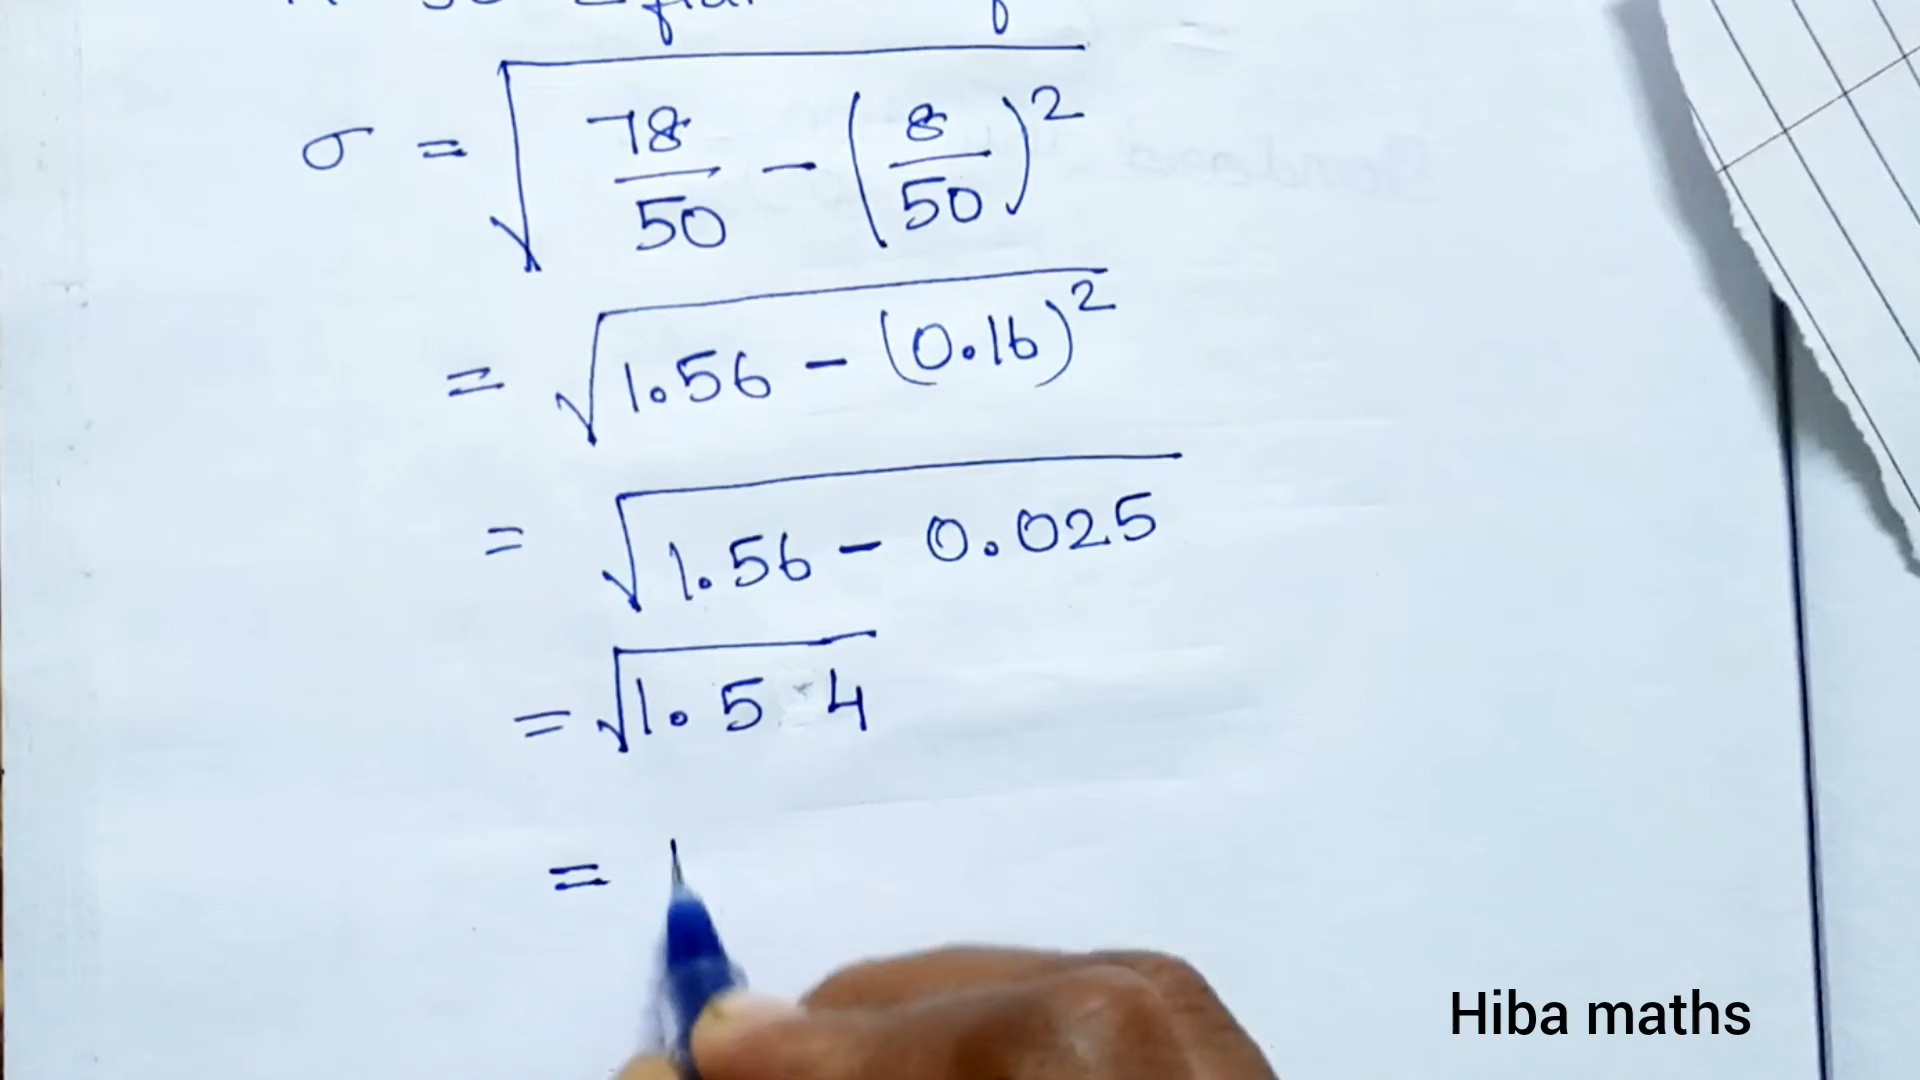 σ = √(78/50 - (8/50)²)
= √(1.56 - (0.16)²)
= √(1.56 - 0.025)
= √1.5 4
= 1
Hiba maths